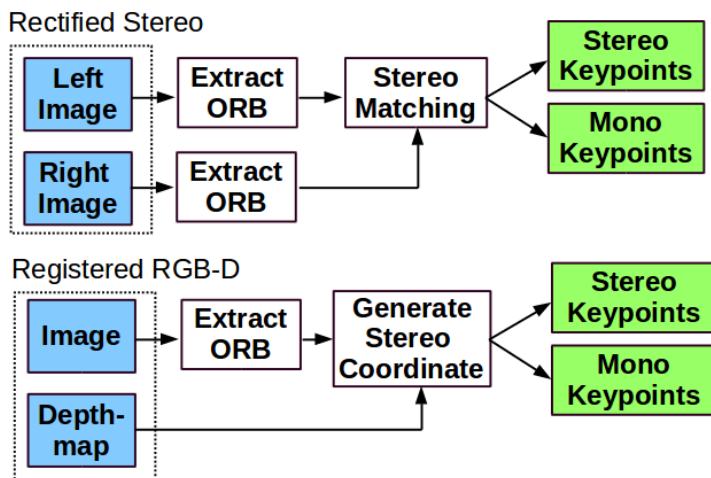 Rectified Stereo
Left
Image
Extract
ORB
Stereo
Matching
Stereo
Keypoints
Mono
Keypoints
Right
Image
Extract
ORB
Registered RGB-D
Image
Extract
ORB
Generate
Stereo
Coordinate
Stereo
Keypoints
Mono
Keypoints
Depth-
map